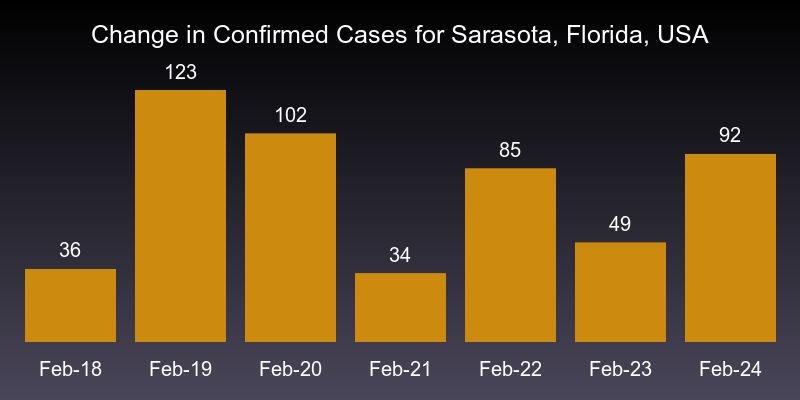 Change in Confirmed Cases for Sarasota, Florida, USA
36
123
102
34
85
49
92
Feb-18
Feb-19
Feb-20
Feb-21
Feb-22
Feb-23
Feb-24